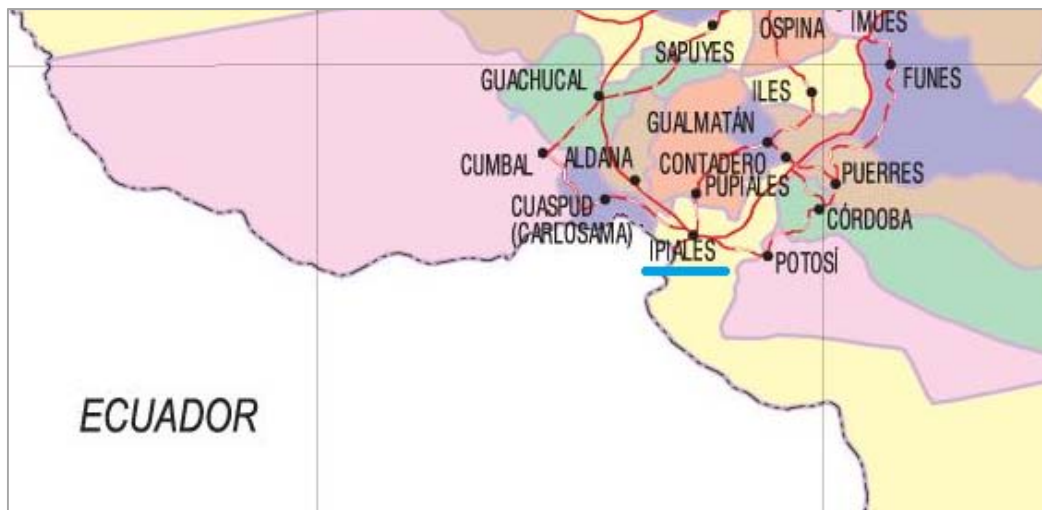 OSPINA
IMUES
SAPUYES
FUNES
GUACHUCAL
ILES
GUALMATÁN
CUMBAL
ALDANA
CONTADERO
PUPIALES
PUERRES
CUASPUD
(CARLOSAMA)
CÓRDOBA
IPIALES
POTOSÍ
ECUADOR